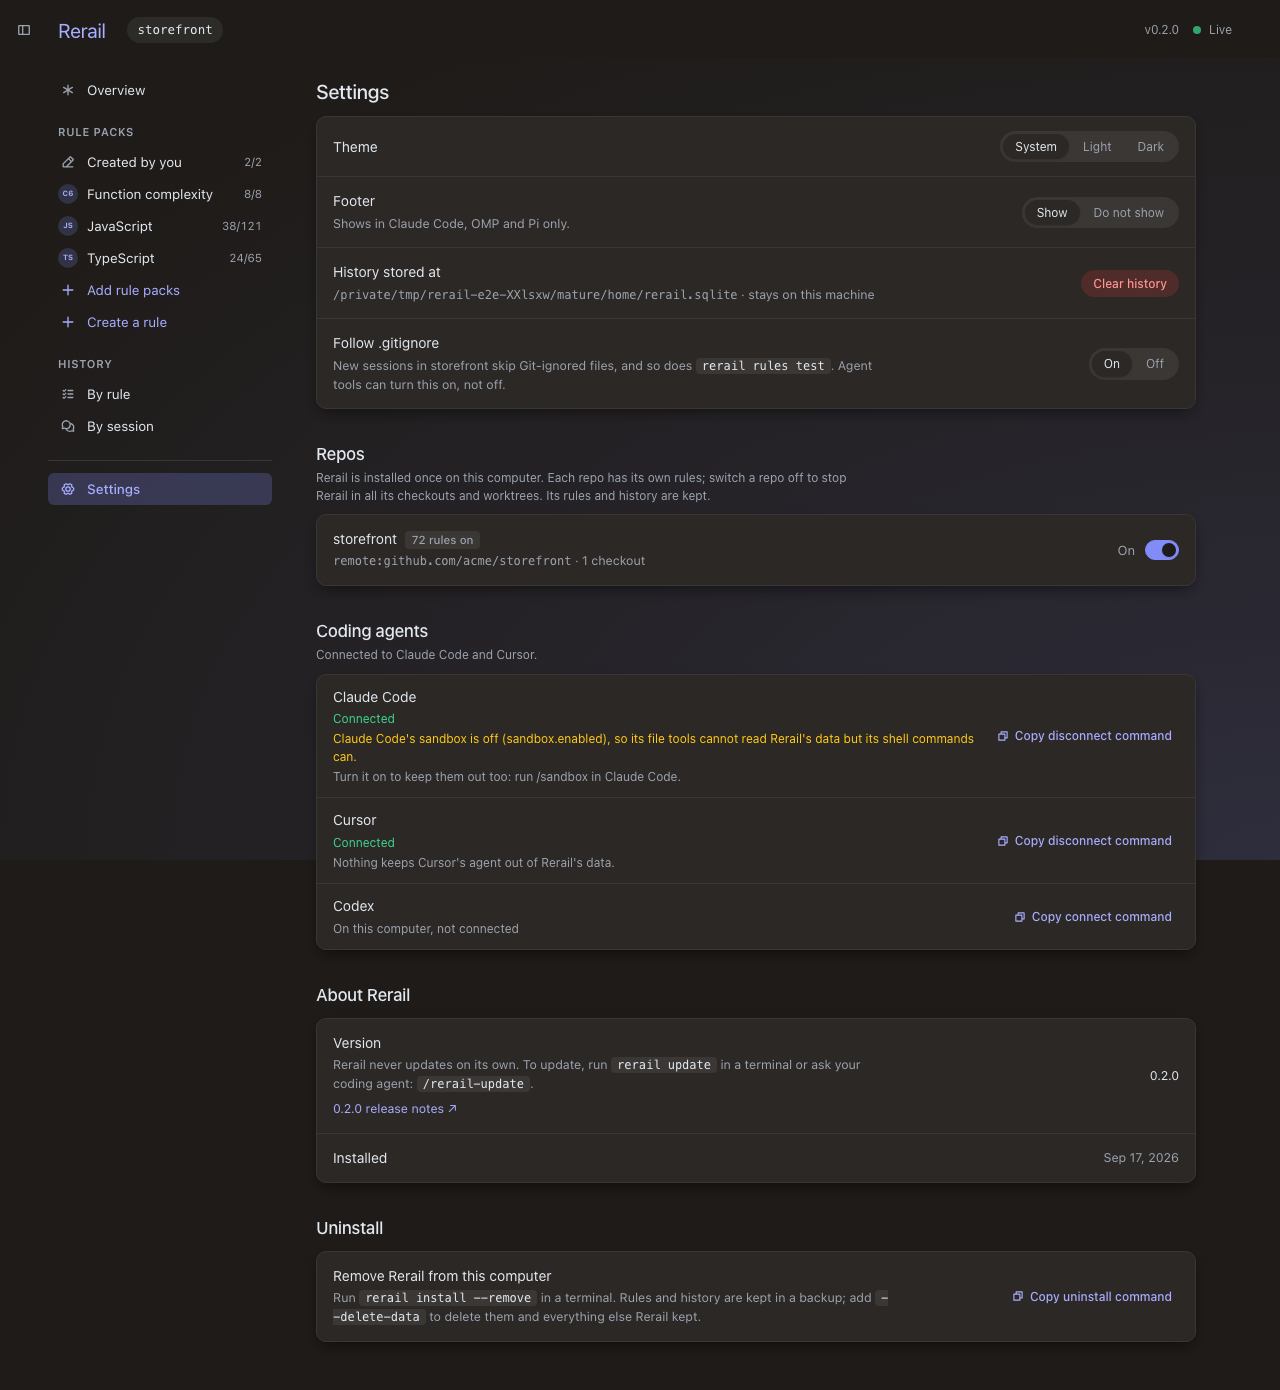 Rerail
storefront
v0.2.0
Live
Overview
RULE PACKS
Created by you 2/2
C6 Function complexity 8/8
JS JavaScript 38/121
TS TypeScript 24/65
Add rule packs
Create a rule
HISTORY
By rule
By session
Settings
Settings
Theme
System Light Dark
Footer
Shows in Claude Code, OMP and Pi only.
Show Do not show
History stored at
/private/tmp/rerail-e2e-XXlsxw/mature/home/rerail.sqlite · stays on this machine
Clear history
Follow .gitignore
New sessions in storefront skip Git-ignored files, and so does rerail rules test. Agent
tools can turn this on, not off.
On Off
Repos
Rerail is installed once on this computer. Each repo has its own rules; switch a repo off to stop
Rerail in all its checkouts and worktrees. Its rules and history are kept.
storefront 72 rules on
remote:github.com/acme/storefront · 1 checkout
On
Coding agents
Connected to Claude Code and Cursor.
Claude Code
Connected
Claude Code's sandbox is off (sandbox.enabled), so its file tools cannot read Rerail's data but its shell commands
can.
Turn it on to keep them out too: run /sandbox in Claude Code.
Copy disconnect command
Cursor
Connected
Nothing keeps Cursor's agent out of Rerail's data.
Copy disconnect command
Codex
On this computer, not connected
Copy connect command
About Rerail
Version
Rerail never updates on its own. To update, run rerail update in a terminal or ask your
coding agent: /rerail-update.
0.2.0 release notes ↗
0.2.0
Installed
Sep 17, 2026
Uninstall
Remove Rerail from this computer
Run rerail install --remove in a terminal. Rules and history are kept in a backup; add -
-delete-data to delete them and everything else Rerail kept.
Copy uninstall command